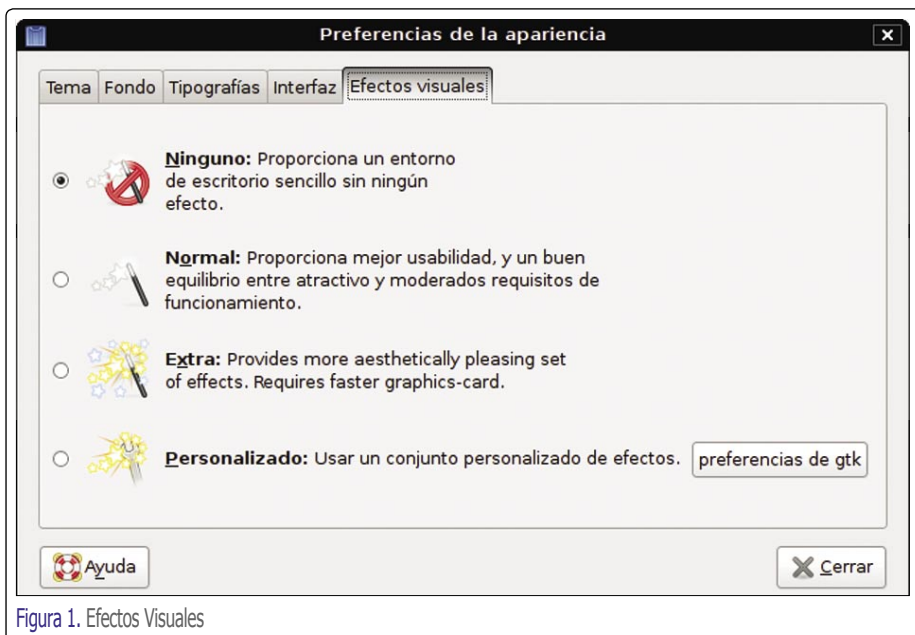 Preferencias de la apariencia
Tema Fondo Tipografías Interfaz Efectos visuales
Ninguno: Proporciona un entorno
de escritorio sencillo sin ningún
efecto.
Normal: Proporciona mejor usabilidad, y un buen
equilibrio entre atractivo y moderados requisitos de
funcionamiento.
Extra: Provides more aesthetically pleasing set
of effects. Requires faster graphics-card.
Personalizado: Usar un conjunto personalizado de efectos. preferencias de gtk
Ayuda Cerrar
Figura 1. Efectos Visuales